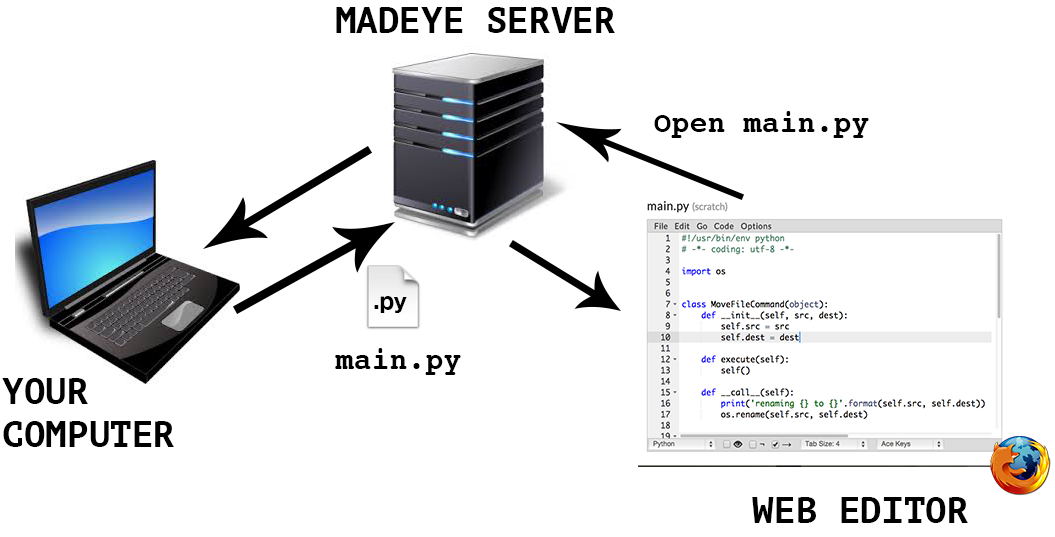 MADEYE SERVER
Open main.py
main.py (scratch)
File Edit Go Code Options
1 #!/usr/bin/env python
2 # -*- coding: utf-8 -*-
3
4 import os
5
6
7 class MoveFileCommand(object):
8 def __init__(self, src, dest):
9 self.src = src
10 self.dest = dest
11
12 def execute(self):
13 self()
14
15 def __call__(self):
16 print('renaming {} to {}'.format(self.src, self.dest))
17 os.rename(self.src, self.dest)
18
19
Python Tab Size: 4 Ace Keys
.py
main.py
YOUR
COMPUTER
WEB EDITOR